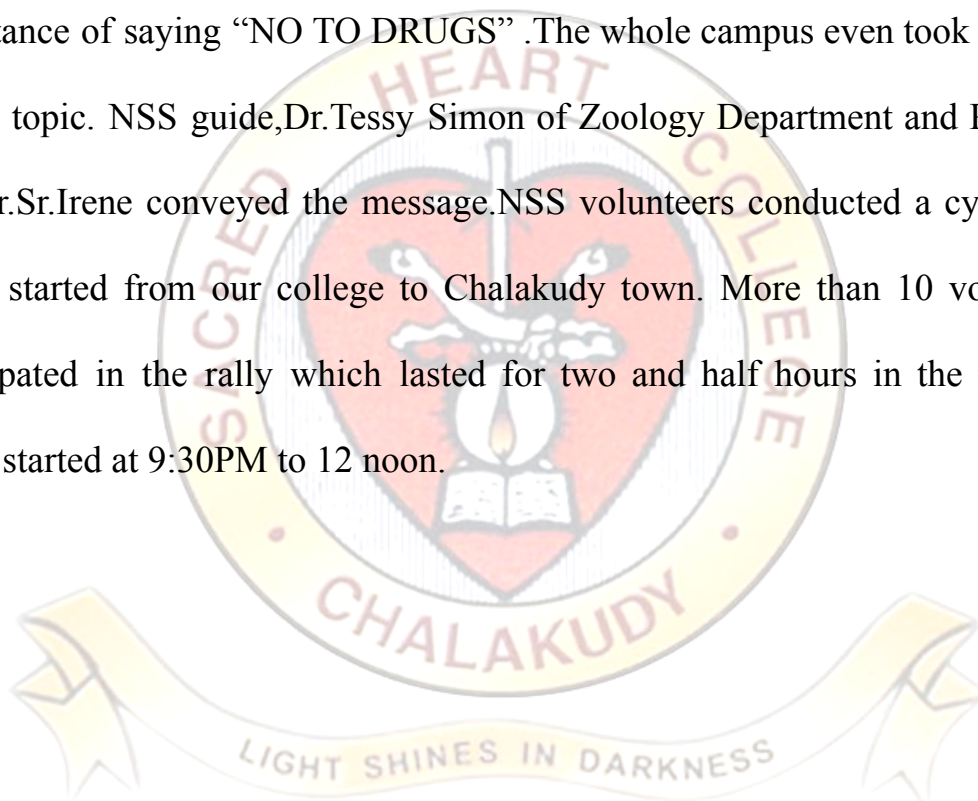 tance of saying “NO TO DRUGS” .The whole campus even took
topic. NSS guide,Dr.Tessy Simon of Zoology Department and
r.Sr.Irene conveyed the message.NSS volunteers conducted a cy
started from our college to Chalakudy town. More than 10 vo
pated in the rally which lasted for two and half hours in the
started at 9:30PM to 12 noon.
SACRED HEART COLLEGE
CHALAKUDY
LIGHT SHINES IN DARKNESS